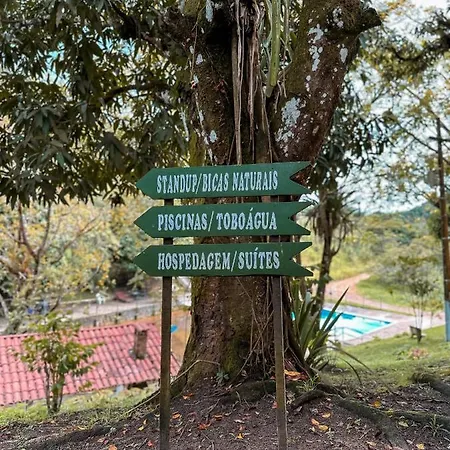 STANDUP/BICAS NATURAIS
PISCINAS/TOBOÁGUA
HOSPEDAGEM/SUÍTES